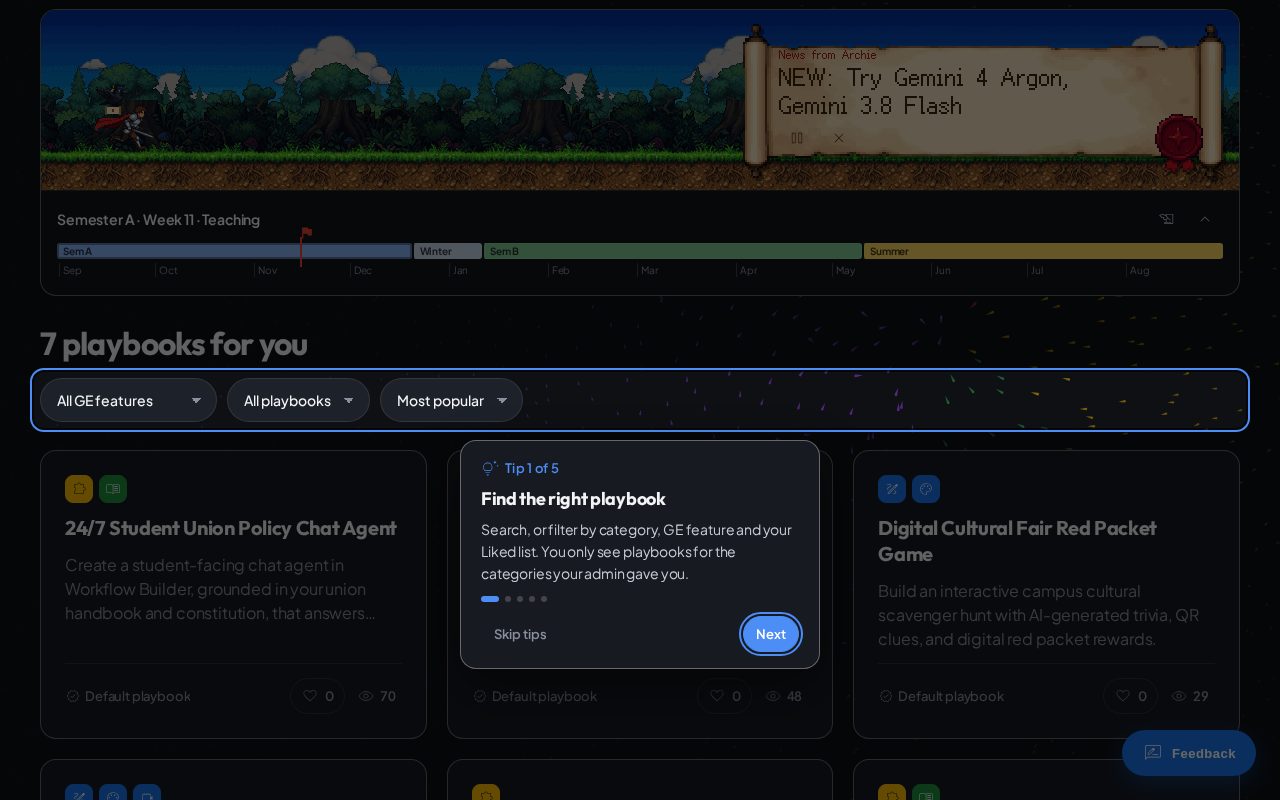 News from Archie
NEW: Try Gemini 4 Argon,
Gemini 3.8 Flash
Semester A · Week 11 · Teaching
Sem A
Winter
Sem B
Summer
Sep
Oct
Nov
Dec
Jan
Feb
Mar
Apr
May
Jun
Jul
Aug
7 playbooks for you
All GE features
All playbooks
Most popular
Tip 1 of 5
Find the right playbook
Search, or filter by category, GE feature and your
Liked list. You only see playbooks for the
categories your admin gave you.
Skip tips
Next
24/7 Student Union Policy Chat Agent
Create a student-facing chat agent in
Workflow Builder, grounded in your union
handbook and constitution, that answers...
Default playbook
0
70
Default playbook
0
48
Digital Cultural Fair Red Packet
Game
Build an interactive campus cultural
scavenger hunt with AI-generated trivia, QR
clues, and digital red packet rewards.
Default playbook
0
29
Feedback